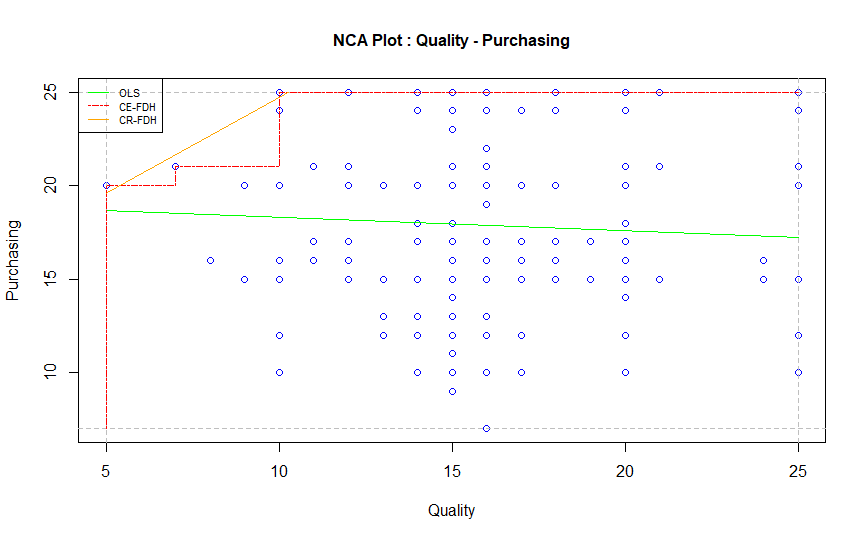 NCA Plot : Quality - Purchasing
OLS
CE-FDH
CR-FDH
25
20
15
10
Purchasing
5 10 15 20 25
Quality